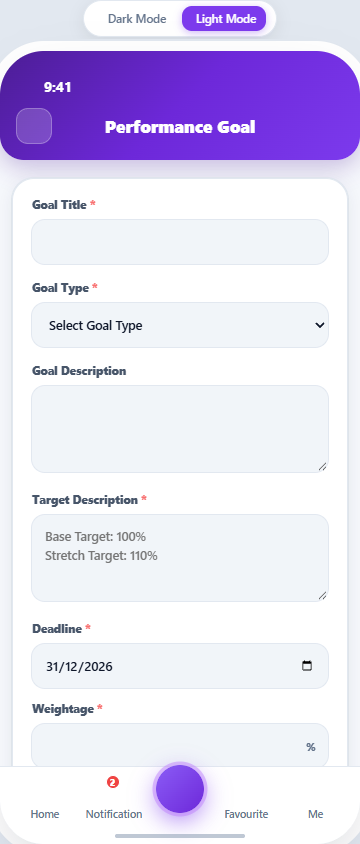 Dark Mode Light Mode
9:41
Performance Goal
Goal Title *
Goal Type *
Select Goal Type
Goal Description
Target Description *
Base Target: 100%
Stretch Target: 110%
Deadline *
31/12/2026
Weightage *
%
2
Home Notification Favourite Me